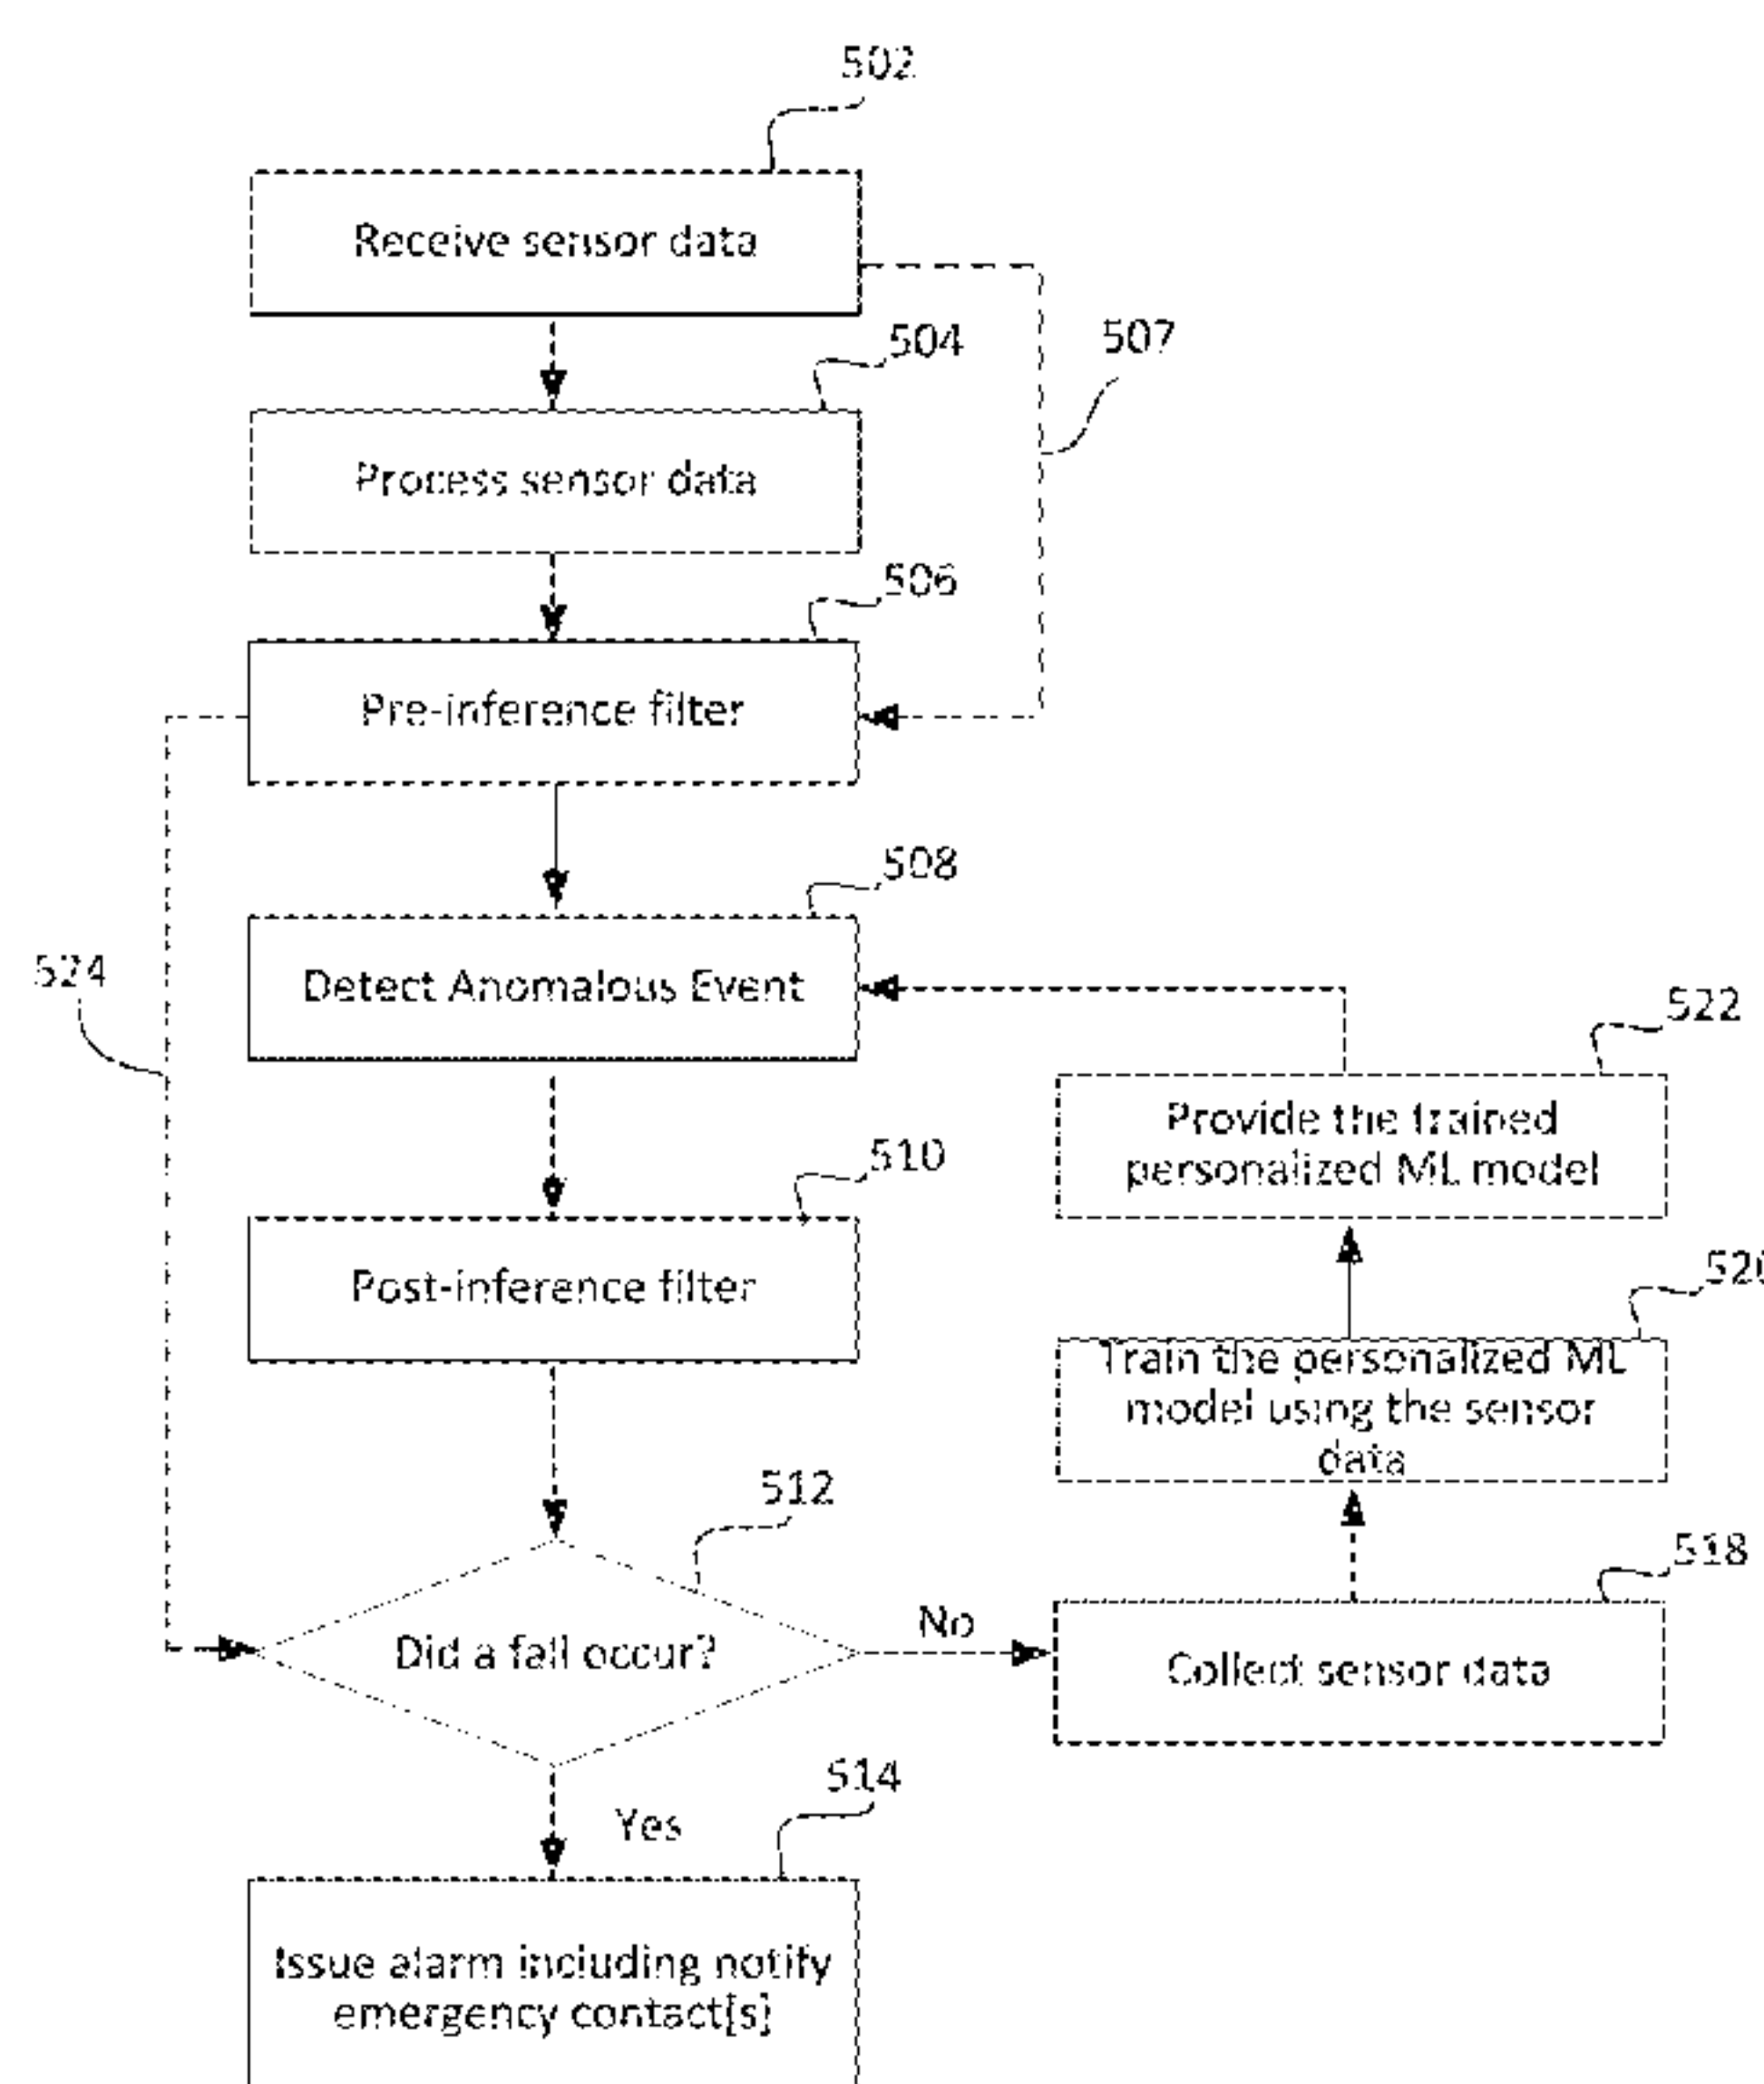 502
Receive sensor data
504
507
Process sensor data
506
Pre-inference filter
508
524
Detect Anomalous Event
522
Provide the trained
personalized ML model
510
Post-inference filter
Train the personalized ML
model using the sensor
data
512
518
Did a fall occur?
No
Collect sensor data
514
Yes
Issue alarm including notify
emergency contact[s]